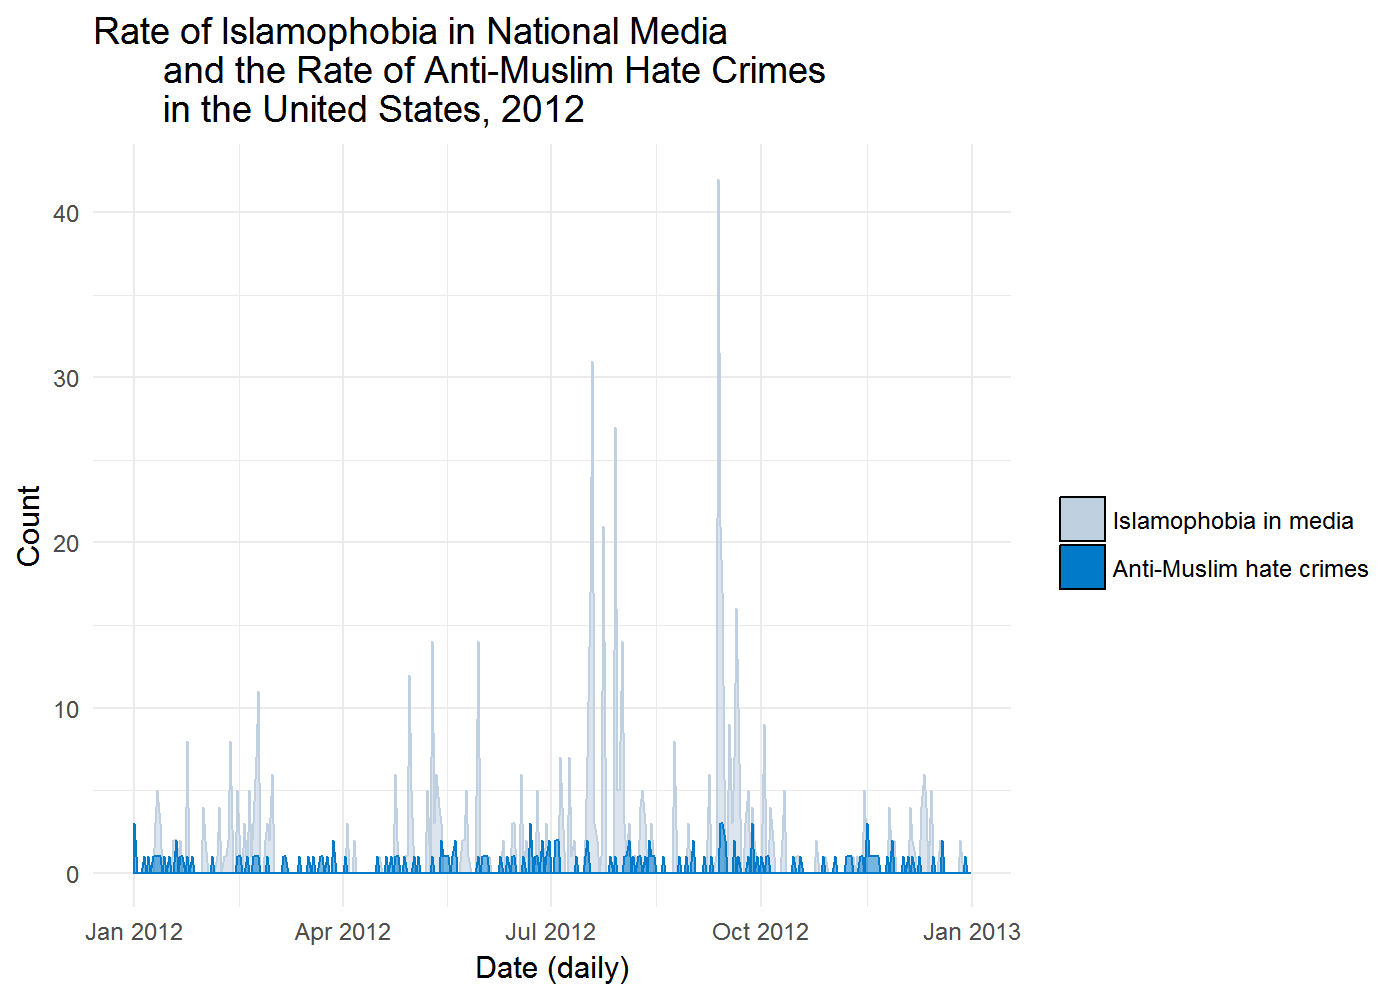 Rate of Islamophobia in National Media
and the Rate of Anti-Muslim Hate Crimes
in the United States, 2012
40
30
20
10
0
Count
Jan 2012
Apr 2012
Jul 2012
Oct 2012
Jan 2013
Date (daily)
Islamophobia in media
Anti-Muslim hate crimes